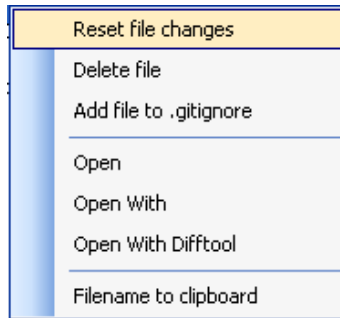 Reset file changes
Delete file
Add file to .gitignore
Open
Open With
Open With Difftool
Filename to clipboard